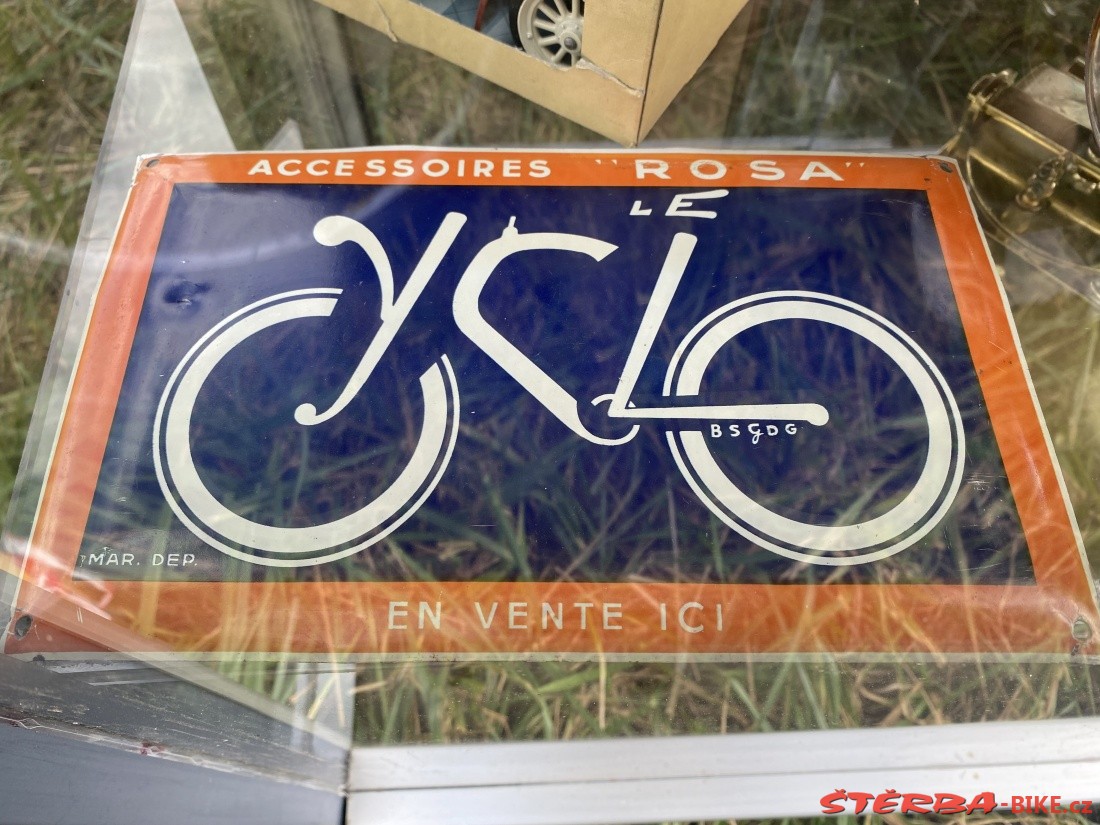 ACCESSOIRES "ROSA"
LE
CYCLO
BSGDG
MAR. DEP.
EN VENTE ICI
ŠTĚRBA-BIKE.cz